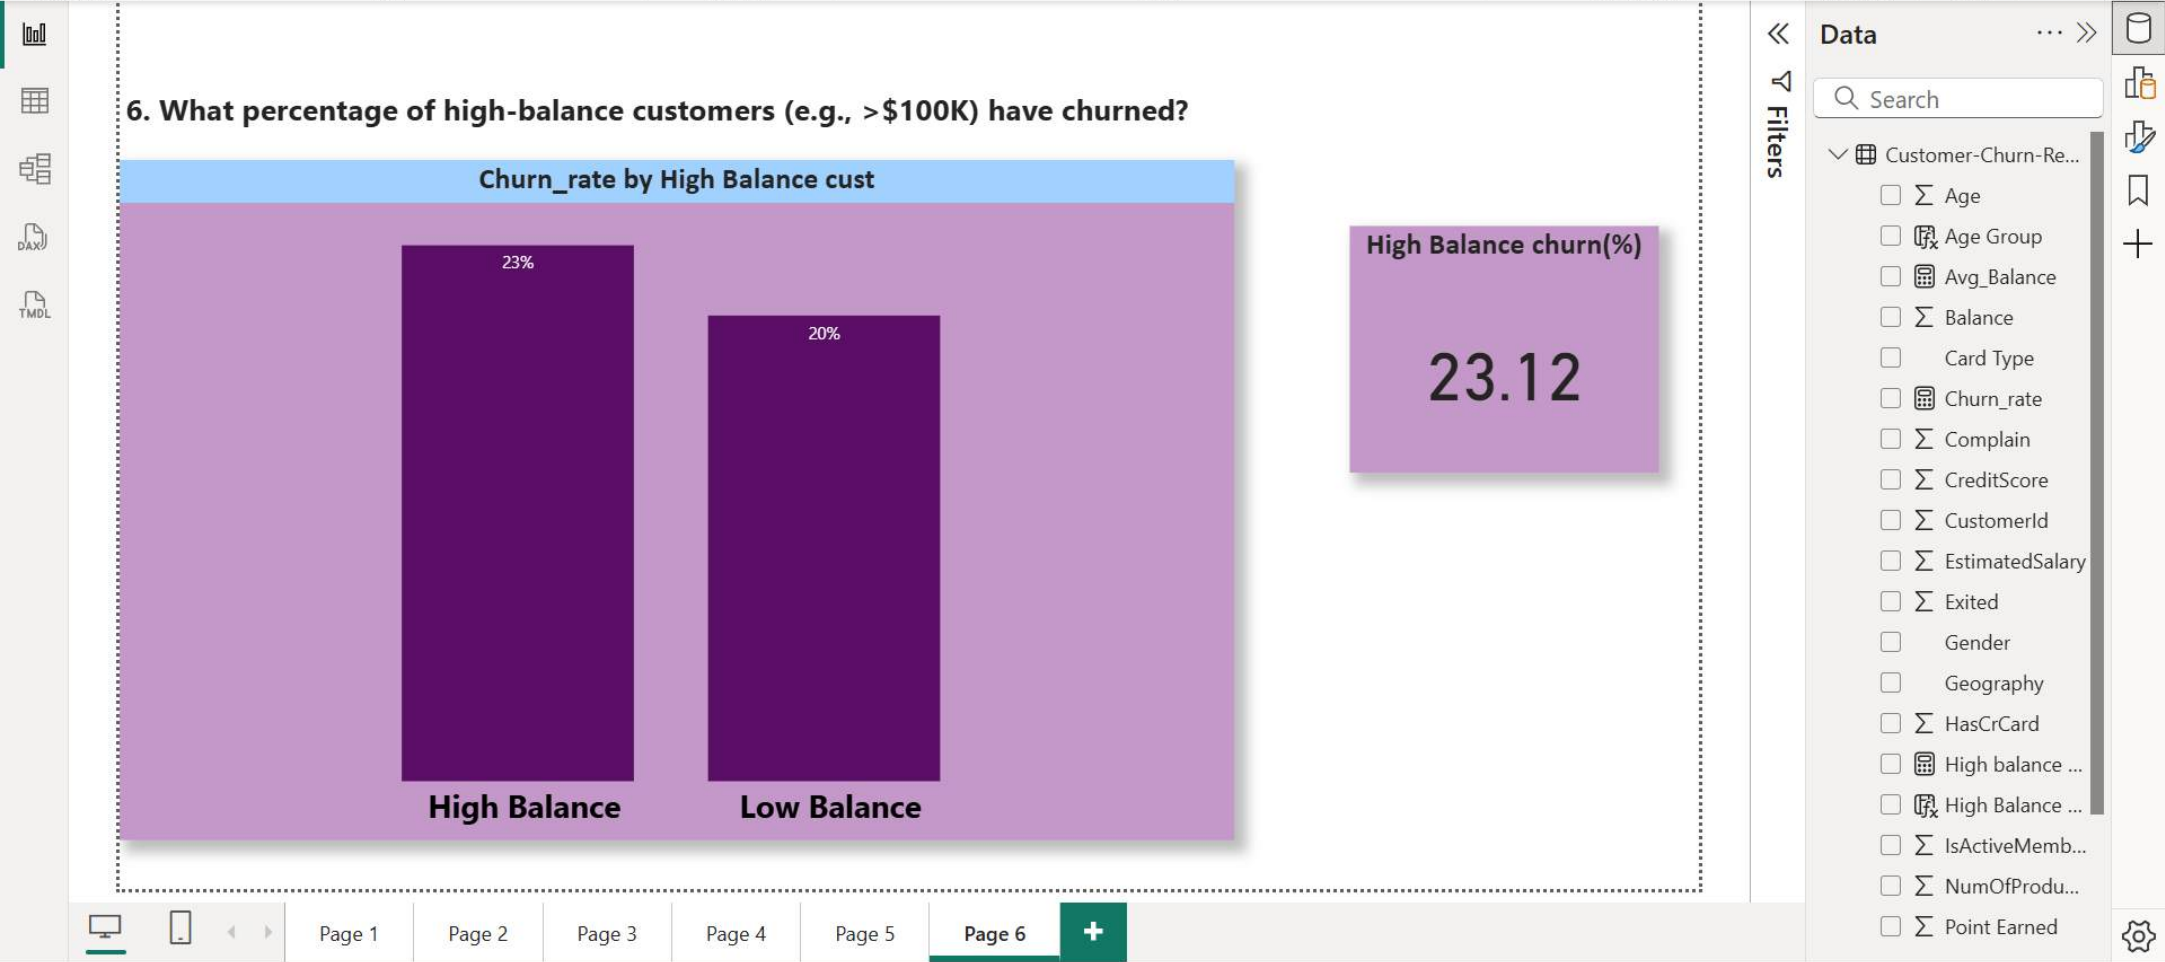 6. What percentage of high-balance customers (e.g., >$100K) have churned?
Churn_rate by High Balance cust
23%
20%
High Balance
Low Balance
High Balance churn(%)
23.12
DAX
TMDL
Filters
Data
Search
Customer-Churn-Re...
Age
Age Group
Avg_Balance
Balance
Card Type
Churn_rate
Complain
CreditScore
CustomerId
EstimatedSalary
Exited
Gender
Geography
HasCrCard
High balance ...
High Balance ...
IsActiveMemb...
NumOfProdu...
Point Earned
Page 1
Page 2
Page 3
Page 4
Page 5
Page 6